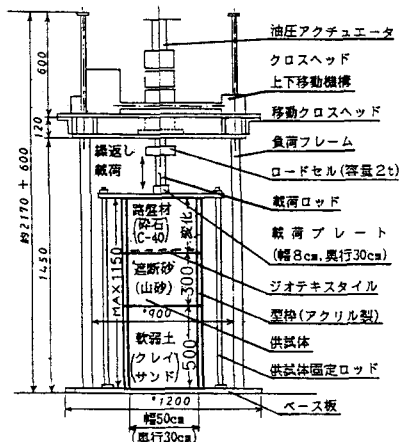 油圧アクチュエータ
クロスヘッド
上下移動機構
移動クロスヘッド
負荷フレーム
ロードセル(容量2t)
載荷ロッド
載荷プレート
(幅8cm, 奥行30cm)
ジオテキスタイル
型枠(アクリル製)
供試体
供試体固定ロッド
ベース板
繰返し
載荷
路盤材
(砕石)
(C-40)
変化
遮断砂
(山砂)
300
軟弱土
(クレイ)
(サンド)
500
600
120
1450
約2170 + 600
MAX1150
*900
*1200
幅50cm
(奥行30cm)